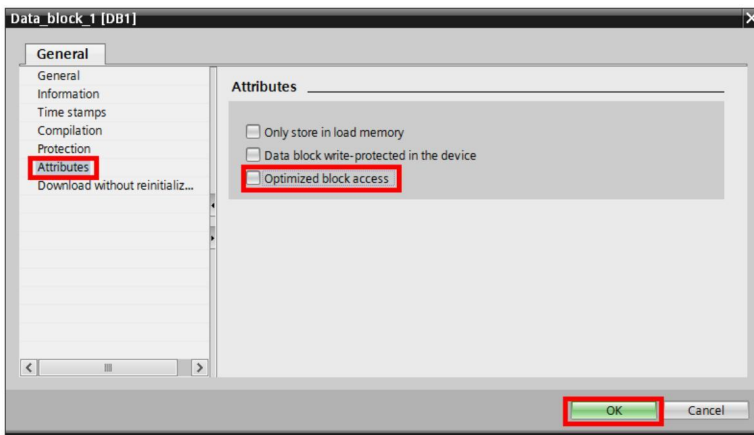 Data_block_1 [DB1]
General
General
Information
Time stamps
Compilation
Protection
Attributes
Download without reinitializ...
Attributes
Only store in load memory
Data block write-protected in the device
Optimized block access
OK
Cancel